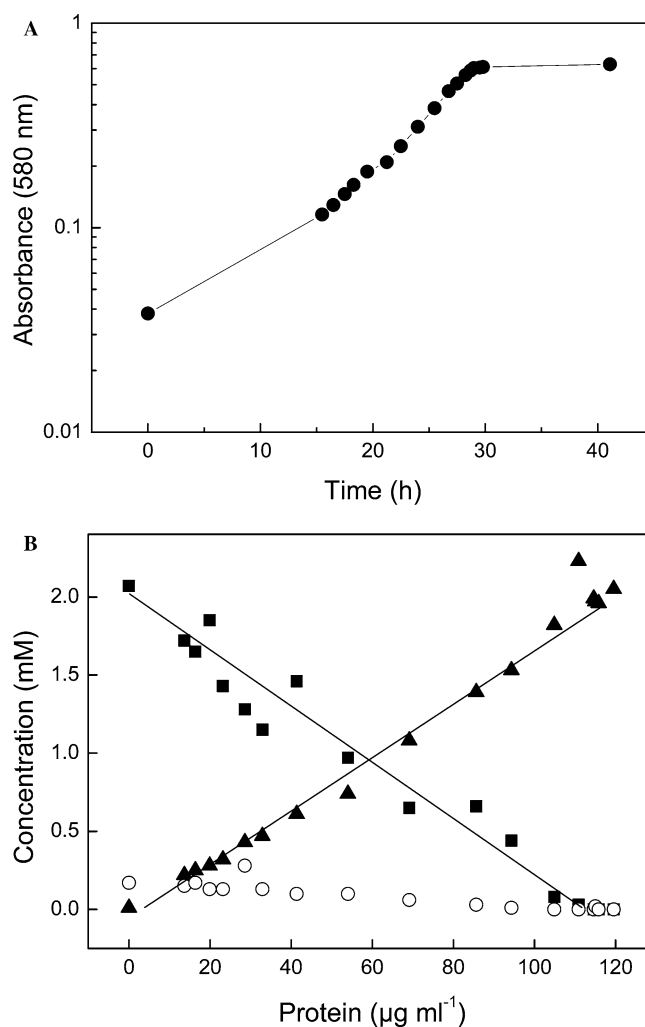 A
1
0.1
0.01
Absorbance (580 nm)
0 10 20 30 40
Time (h)
B
2.0
1.5
1.0
0.5
0.0
Concentration (mM)
0 20 40 60 80 100 120
Protein (µg ml⁻¹)